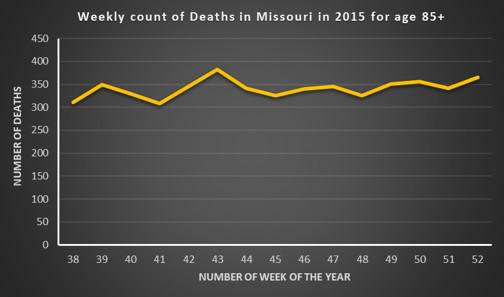 Weekly count of Deaths in Missouri in 2015 for age 85+
450
400
350
300
250
200
150
100
50
0
NUMBER OF DEATHS
38 39 40 41 42 43 44 45 46 47 48 49 50 51 52
NUMBER OF WEEK OF THE YEAR